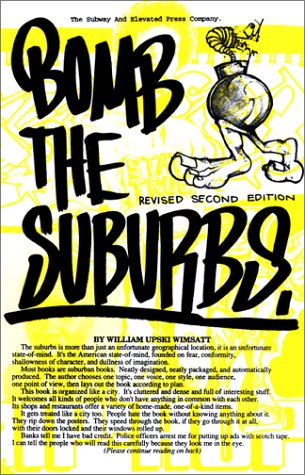 The Subway And Elevated Press Company.
BOMB
THE
REVISED SECOND EDITION
SUBURBS.
BY WILLIAM UPSKI WIMSATT
The suburbs is more than just an unfortunate geographical location, it is an unfortunate
state-of-mind. It's the American state-of-mind, founded on fear, conformity,
shallowness of character, and dullness of imagination.
Most books are suburban books. Neatly designed, neatly packaged, and automatically
produced. The author chooses one topic, one voice, one style, one audience,
one point of view, then lays out the book according to plan.
This book is organized like a city. It's cluttered and dense and full of interesting stuff.
It welcomes all kinds of people who don't have anything in common with each other.
Its shops and restaurants offer a variety of home-made, one-of-a-kind items.
It gets treated like a city too. People hate the book without knowing anything about it.
They rip down the posters. They speed through the book, if they go through it at all,
with their doors locked and their windows rolled up.
Banks tell me I have bad credit. Police officers arrest me for putting up ads with scotch tape.
I can tell the people who will read this carefully because they look me in the eye.
(Please continue reading on back)